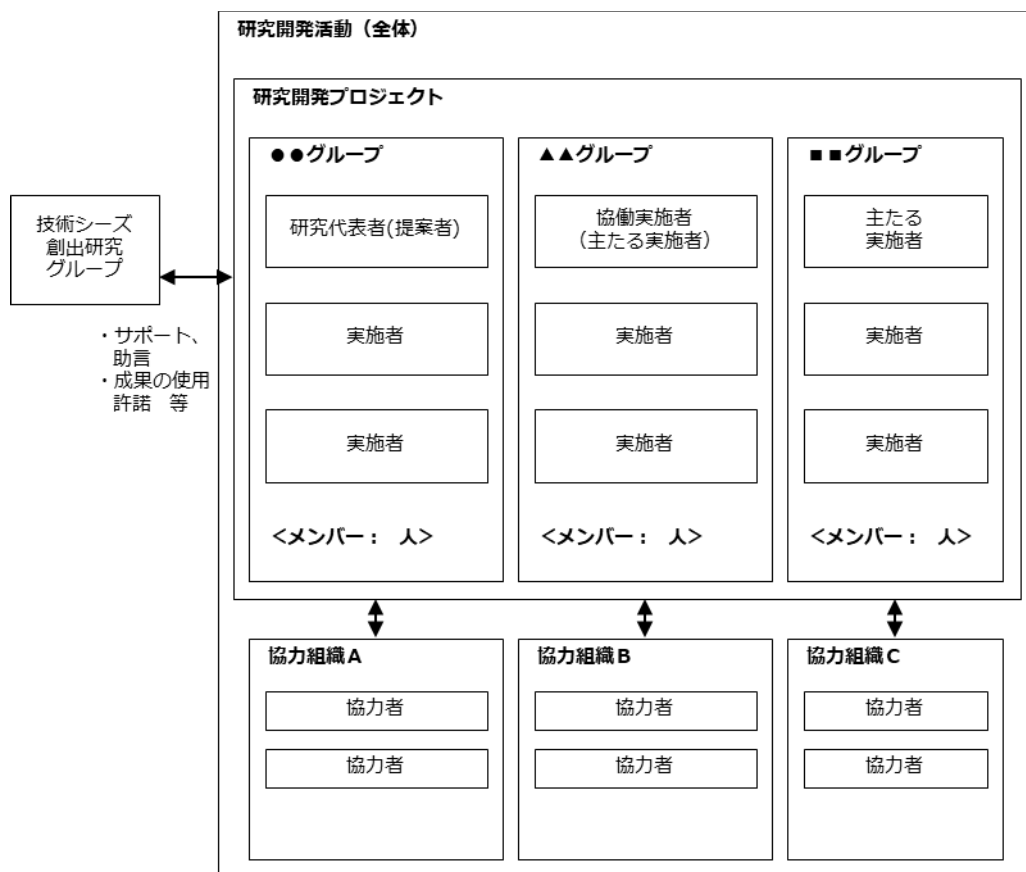 研究開発活動（全体）
研究開発プロジェクト
●●グループ
研究代表者(提案者)
実施者
実施者
<メンバー：　人>
▲▲グループ
協働実施者
（主たる実施者）
実施者
実施者
<メンバー：　人>
■■グループ
主たる
実施者
実施者
実施者
<メンバー：　人>
技術シーズ
創出研究
グループ
・サポート、
助言
・成果の使用
許諾　等
協力組織A
協力者
協力者
協力組織B
協力者
協力者
協力組織C
協力者
協力者